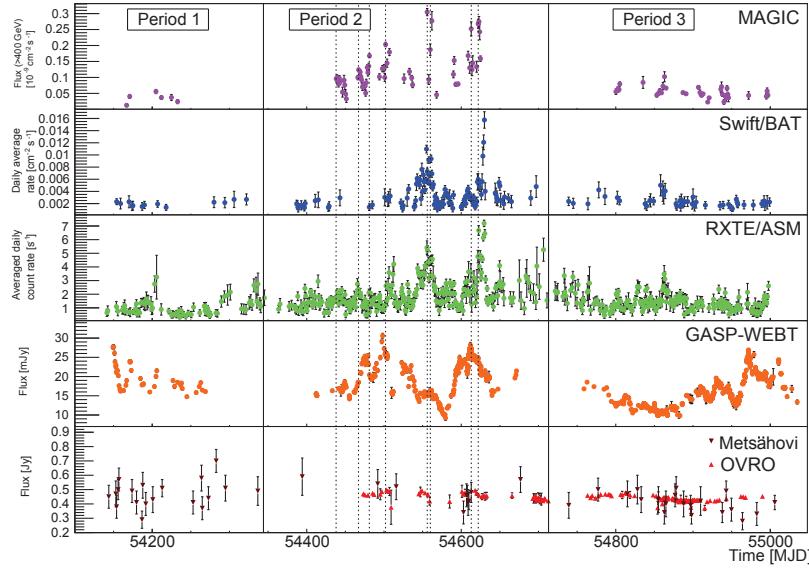 Period 1
Period 2
Period 3
MAGIC
Flux (>400 GeV)
[10⁻⁹ cm⁻² s⁻¹]
0.3
0.25
0.2
0.15
0.1
0.05
Swift/BAT
Daily average
rate [cm⁻² s⁻¹]
0.016
0.014
0.012
0.01
0.008
0.006
0.004
0.002
RXTE/ASM
Averaged daily
count rate [s⁻¹]
7
6
5
4
3
2
1
GASP-WEBT
Flux [mJy]
30
25
20
15
10
Metsähovi
OVRO
Flux [Jy]
0.9
0.8
0.7
0.6
0.5
0.4
0.3
0.2
54200 54400 54600 54800 55000
Time [MJD]